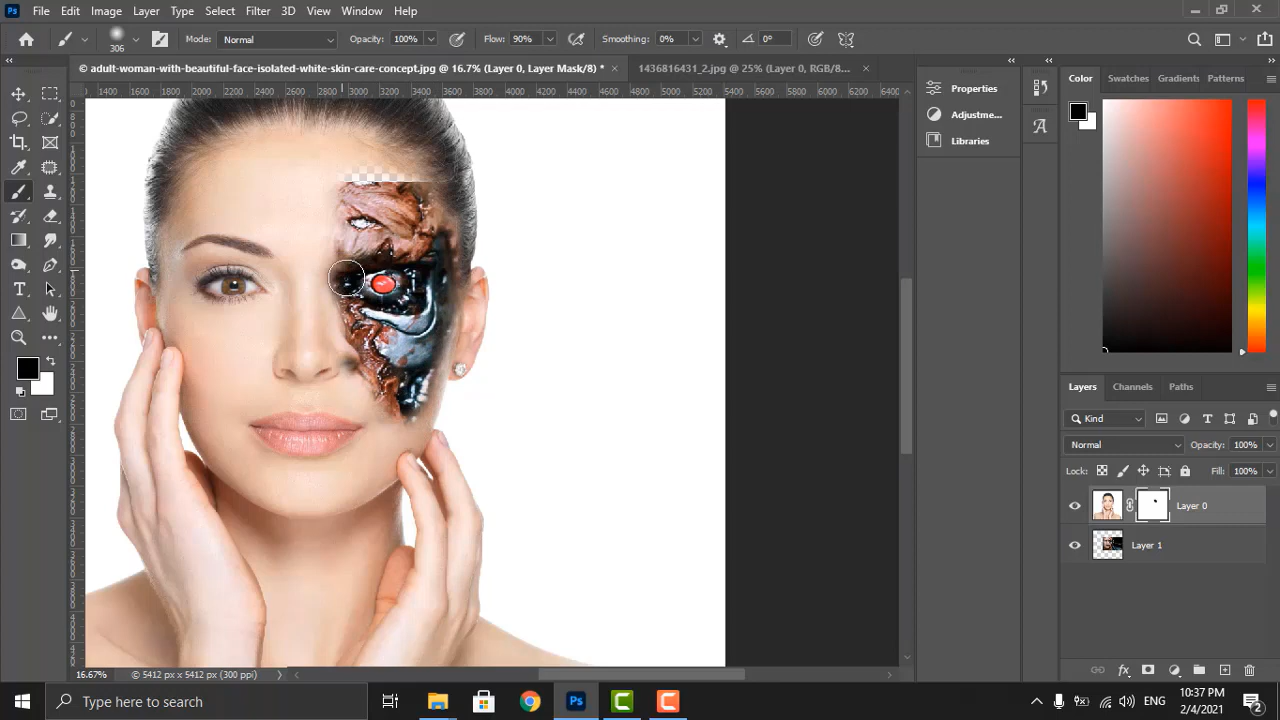 Ps File Edit Image Layer Type Select Filter 3D View Window Help
306 Mode: Normal Opacity: 100% Flow: 90% Smoothing: 0% 0°
© adult-woman-with-beautiful-face-isolated-white-skin-care-concept.jpg @ 16.7% (Layer 0, Layer Mask/8) * ×
1436816431_2.jpg @ 25% (Layer 0, RGB/8... ×
1400 1600 1800 2000 2200 2400 2600 2800 3000 3200 3400 3600 3800 4000 4200 4400 4600 4800 5000 5200 5400 5600 5800 6000 6200 6400
Properties
Adjustme...
Libraries
Color Swatches Gradients Patterns
Layers Channels Paths
Kind
Normal Opacity: 100%
Lock: Fill: 100%
Layer 0
Layer 1
16.67% © 5412 px x 5412 px (300 ppi)
Type here to search
Ps
ENG
10:37 PM
2/4/2021
2